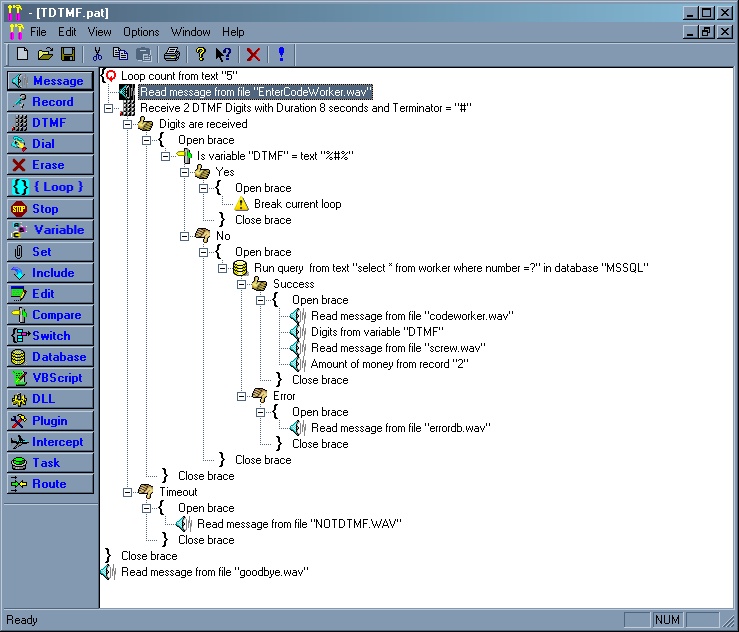 - [TDTMF.pat]
File Edit View Options Window Help
Message
Record
DTMF
Dial
Erase
{ Loop }
STOP Stop
Variable
Set
Include
Edit
Compare
Switch
Database
VBScript
DLL
Plugin
Intercept
Task
Route
{ Loop count from text "5"
Read message from file "EnterCodeWorker.wav"
Receive 2 DTMF Digits with Duration 8 seconds and Terminator = "#"
Digits are received
{ Open brace
Is variable "DTMF" = text "%#%"
Yes
{ Open brace
Break current loop
} Close brace
No
{ Open brace
Run query from text "select * from worker where number =?" in database "MSSQL"
Success
{ Open brace
Read message from file "codeworker.wav"
Digits from variable "DTMF"
Read message from file "screw.wav"
Amount of money from record "2"
} Close brace
Error
{ Open brace
Read message from file "errordb.wav"
} Close brace
} Close brace
} Close brace
Timeout
{ Open brace
Read message from file "NOTDTMF.WAV"
} Close brace
} Close brace
Read message from file "goodbye.wav"
Ready
NUM